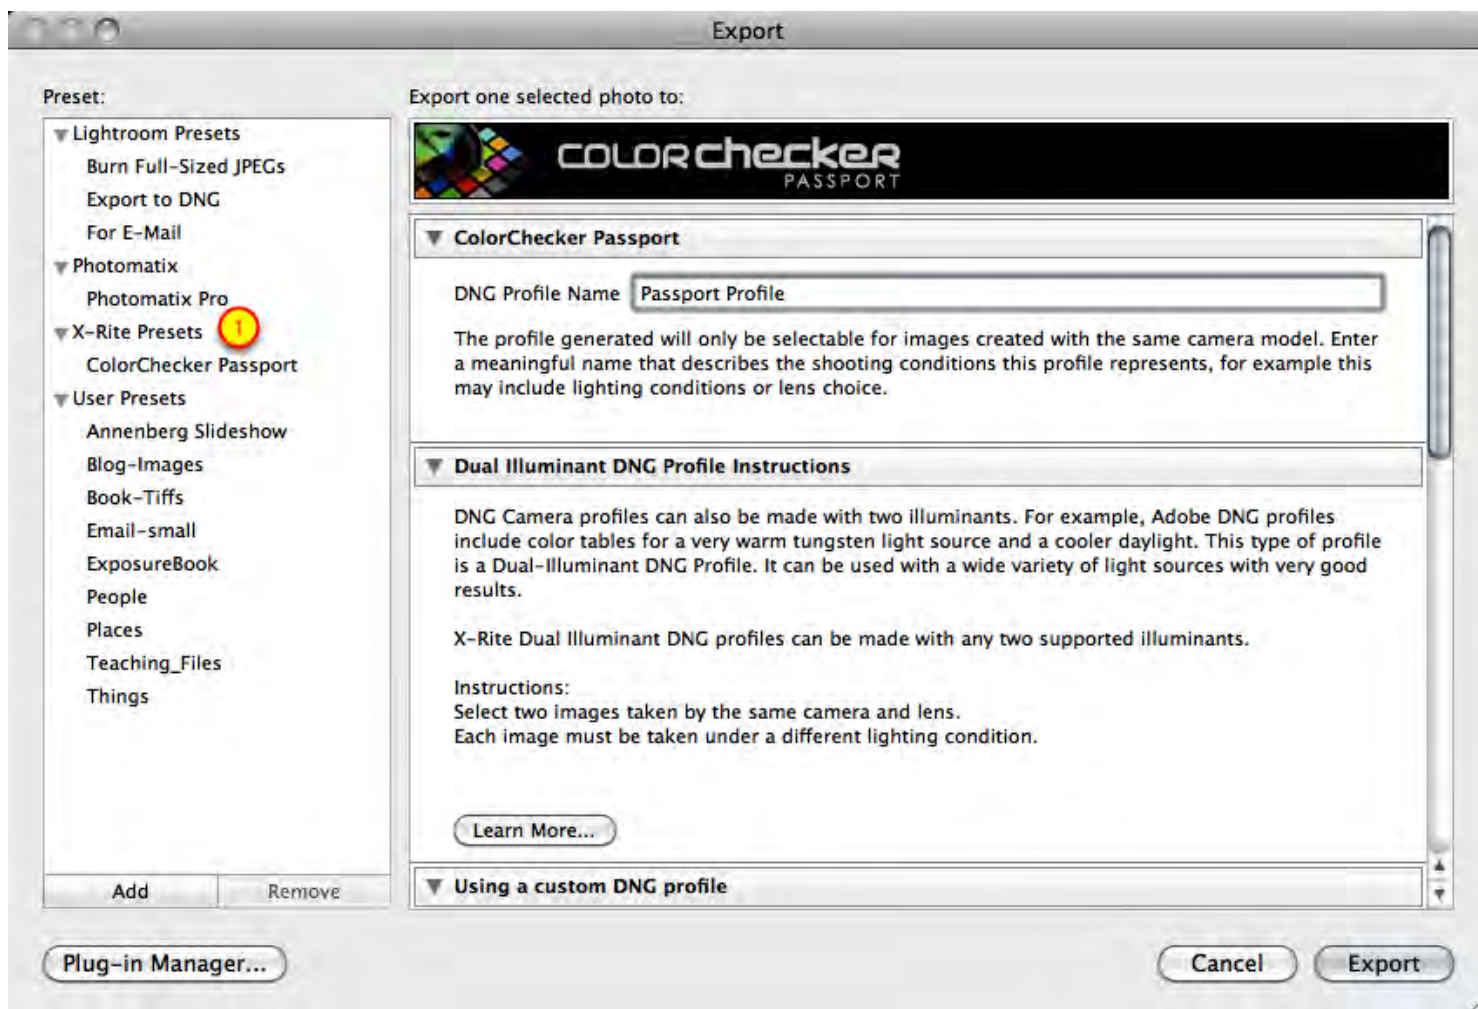 Export
Preset:
Lightroom Presets
Burn Full-Sized JPEGs
Export to DNG
For E-Mail
Photomatix
Photomatix Pro
X-Rite Presets
1
ColorChecker Passport
User Presets
Annenberg Slideshow
Blog-Images
Book-Tiffs
Email-small
ExposureBook
People
Places
Teaching_Files
Things
Add Remove
Plug-in Manager...
Export one selected photo to:
COLORchecker
PASSPORT
ColorChecker Passport
DNG Profile Name Passport Profile
The profile generated will only be selectable for images created with the same camera model. Enter
a meaningful name that describes the shooting conditions this profile represents, for example this
may include lighting conditions or lens choice.
Dual Illuminant DNG Profile Instructions
DNG Camera profiles can also be made with two illuminants. For example, Adobe DNG profiles
include color tables for a very warm tungsten light source and a cooler daylight. This type of profile
is a Dual-Illuminant DNG Profile. It can be used with a wide variety of light sources with very good
results.
X-Rite Dual Illuminant DNG profiles can be made with any two supported illuminants.
Instructions:
Select two images taken by the same camera and lens.
Each image must be taken under a different lighting condition.
Learn More...
Using a custom DNG profile
Cancel Export